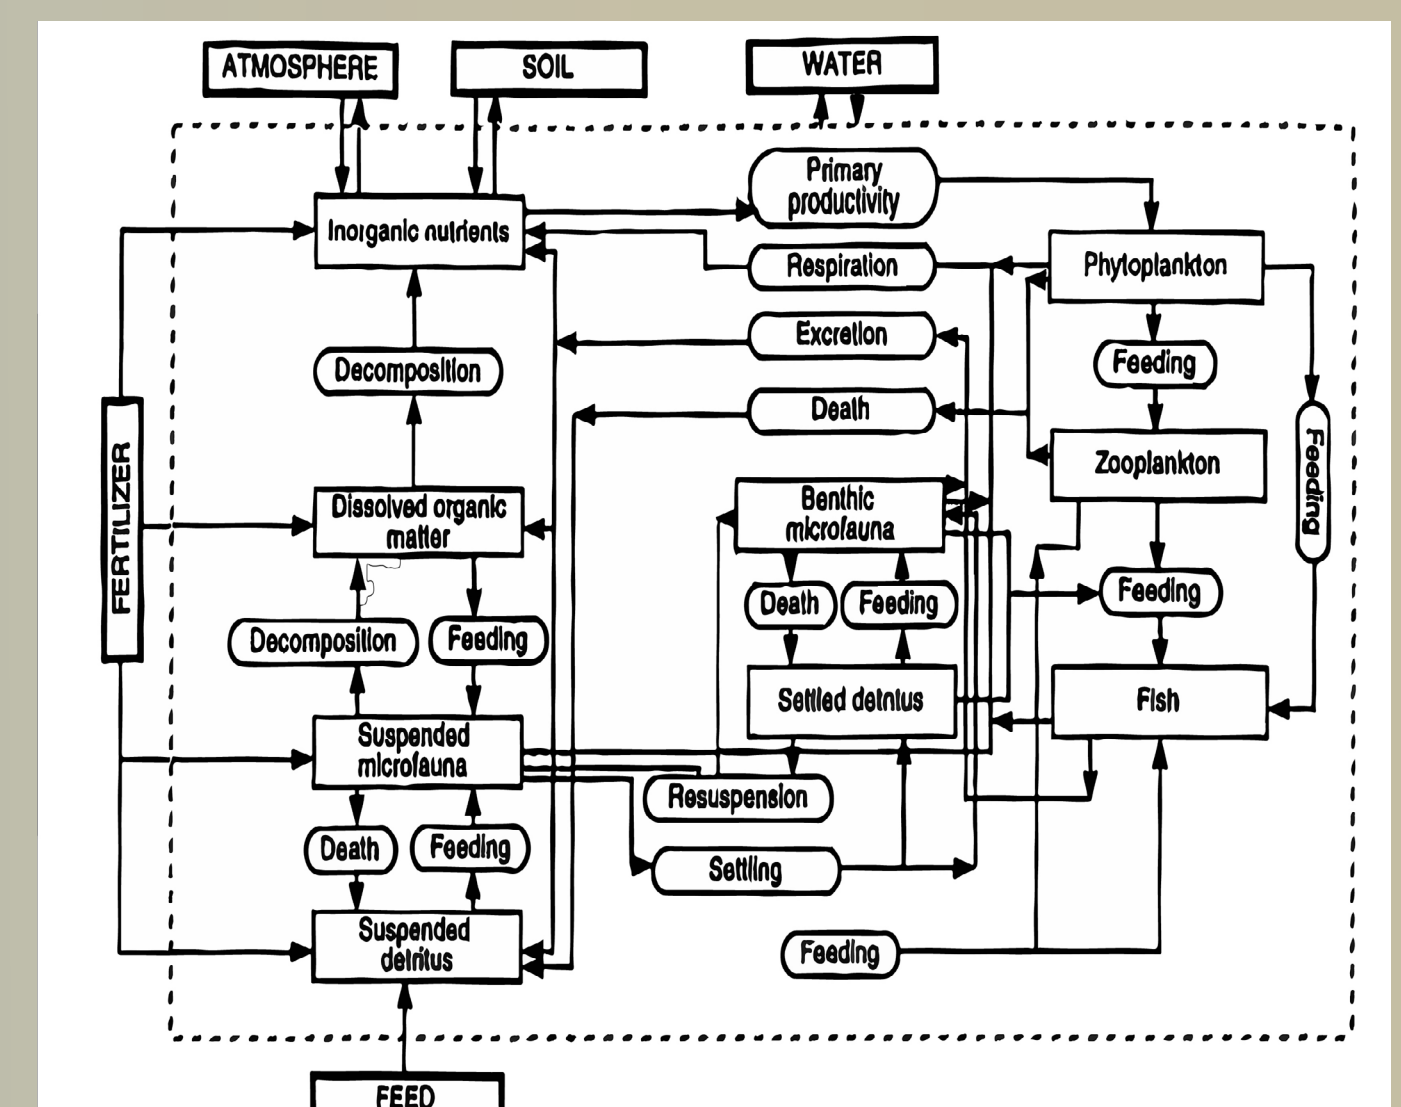 ATMOSPHERE
SOIL
WATER
Primary
productivity
Inorganic nutrients
Respiration
Phytoplankton
Excretion
Feeding
Decomposition
Death
Feeding
Zooplankton
FERTILIZER
Dissolved organic
matter
Benthic
microfauna
Death
Feeding
Feeding
Decomposition
Feeding
Settled detritus
Fish
Suspended
microfauna
Resuspension
Death
Feeding
Settling
Suspended
detritus
Feeding
FEED